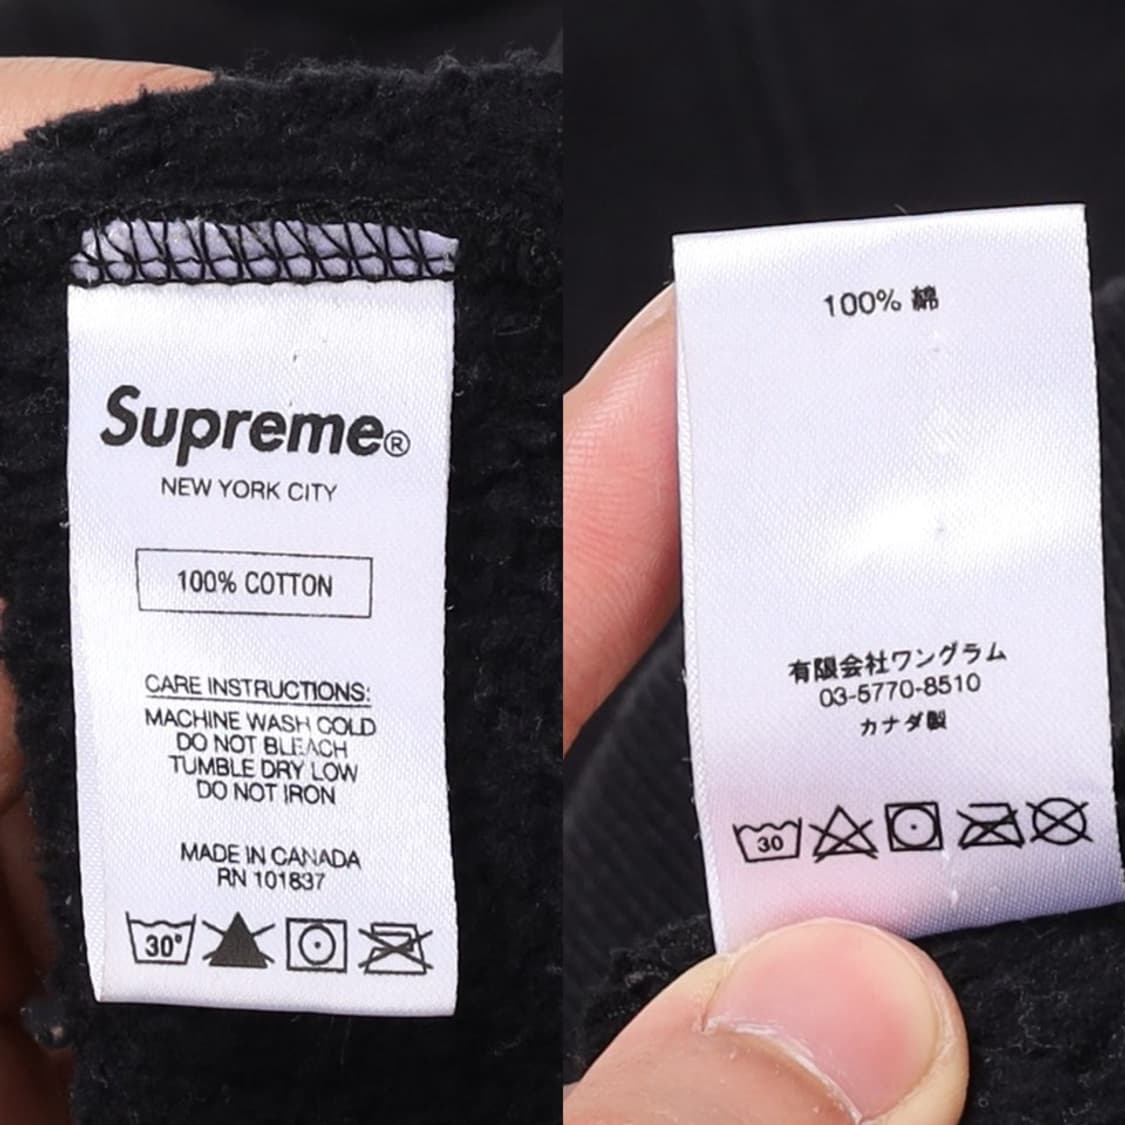 Supreme®
NEW YORK CITY
100% COTTON
CARE INSTRUCTIONS:
MACHINE WASH COLD
DO NOT BLEACH
TUMBLE DRY LOW
DO NOT IRON
MADE IN CANADA
RN 101837
30°
100% 綿
有限会社ワングラム
03-5770-8510
カナダ製
30